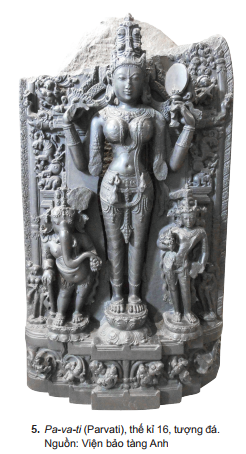 5. Pa-va-ti (Parvati), thế kỉ 16, tượng đá.
Nguồn: Viện bảo tàng Anh